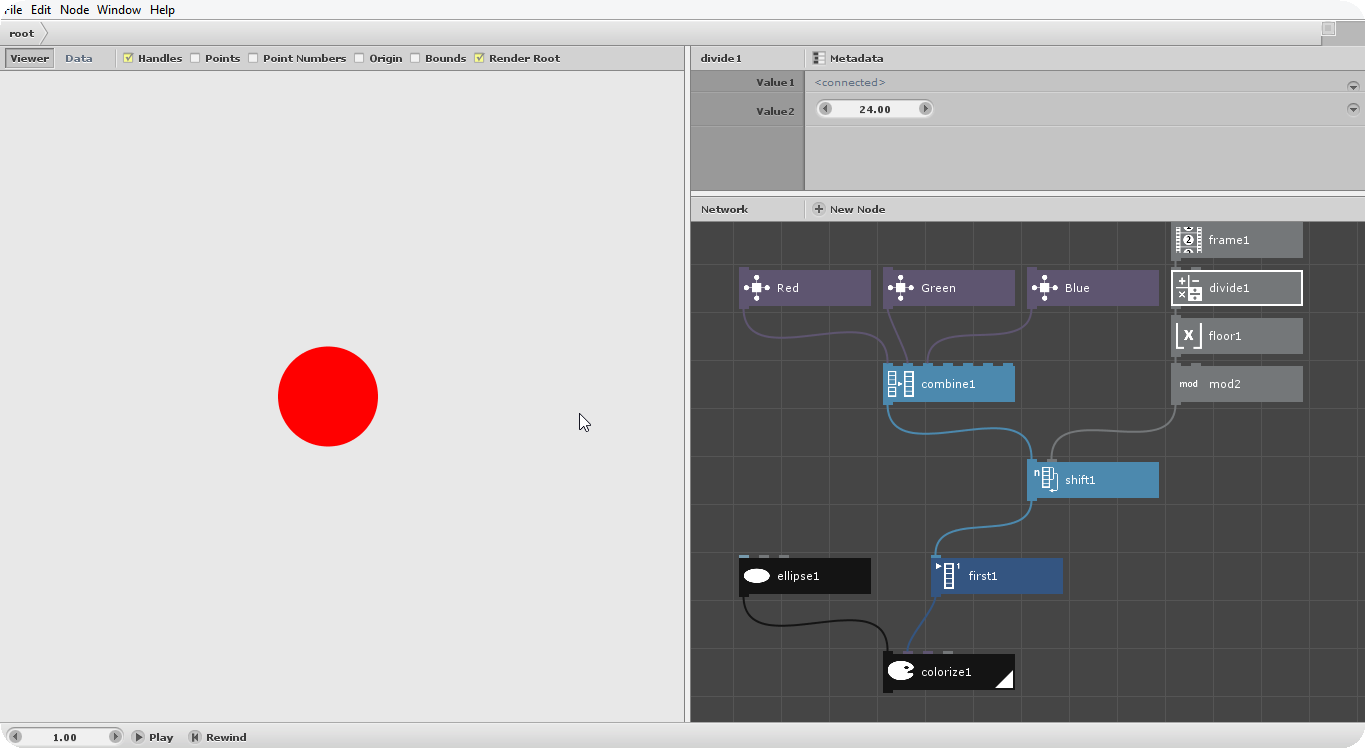 File Edit Node Window Help
root
Viewer Data Handles Points Point Numbers Origin Bounds Render Root
divide1 Metadata
Value1 <connected>
Value2 24.00
Network + New Node
frame1
Red Green Blue divide1
floor1
combine1 mod mod2
n shift1
ellipse1 1 first1
colorize1
1.00 Play Rewind